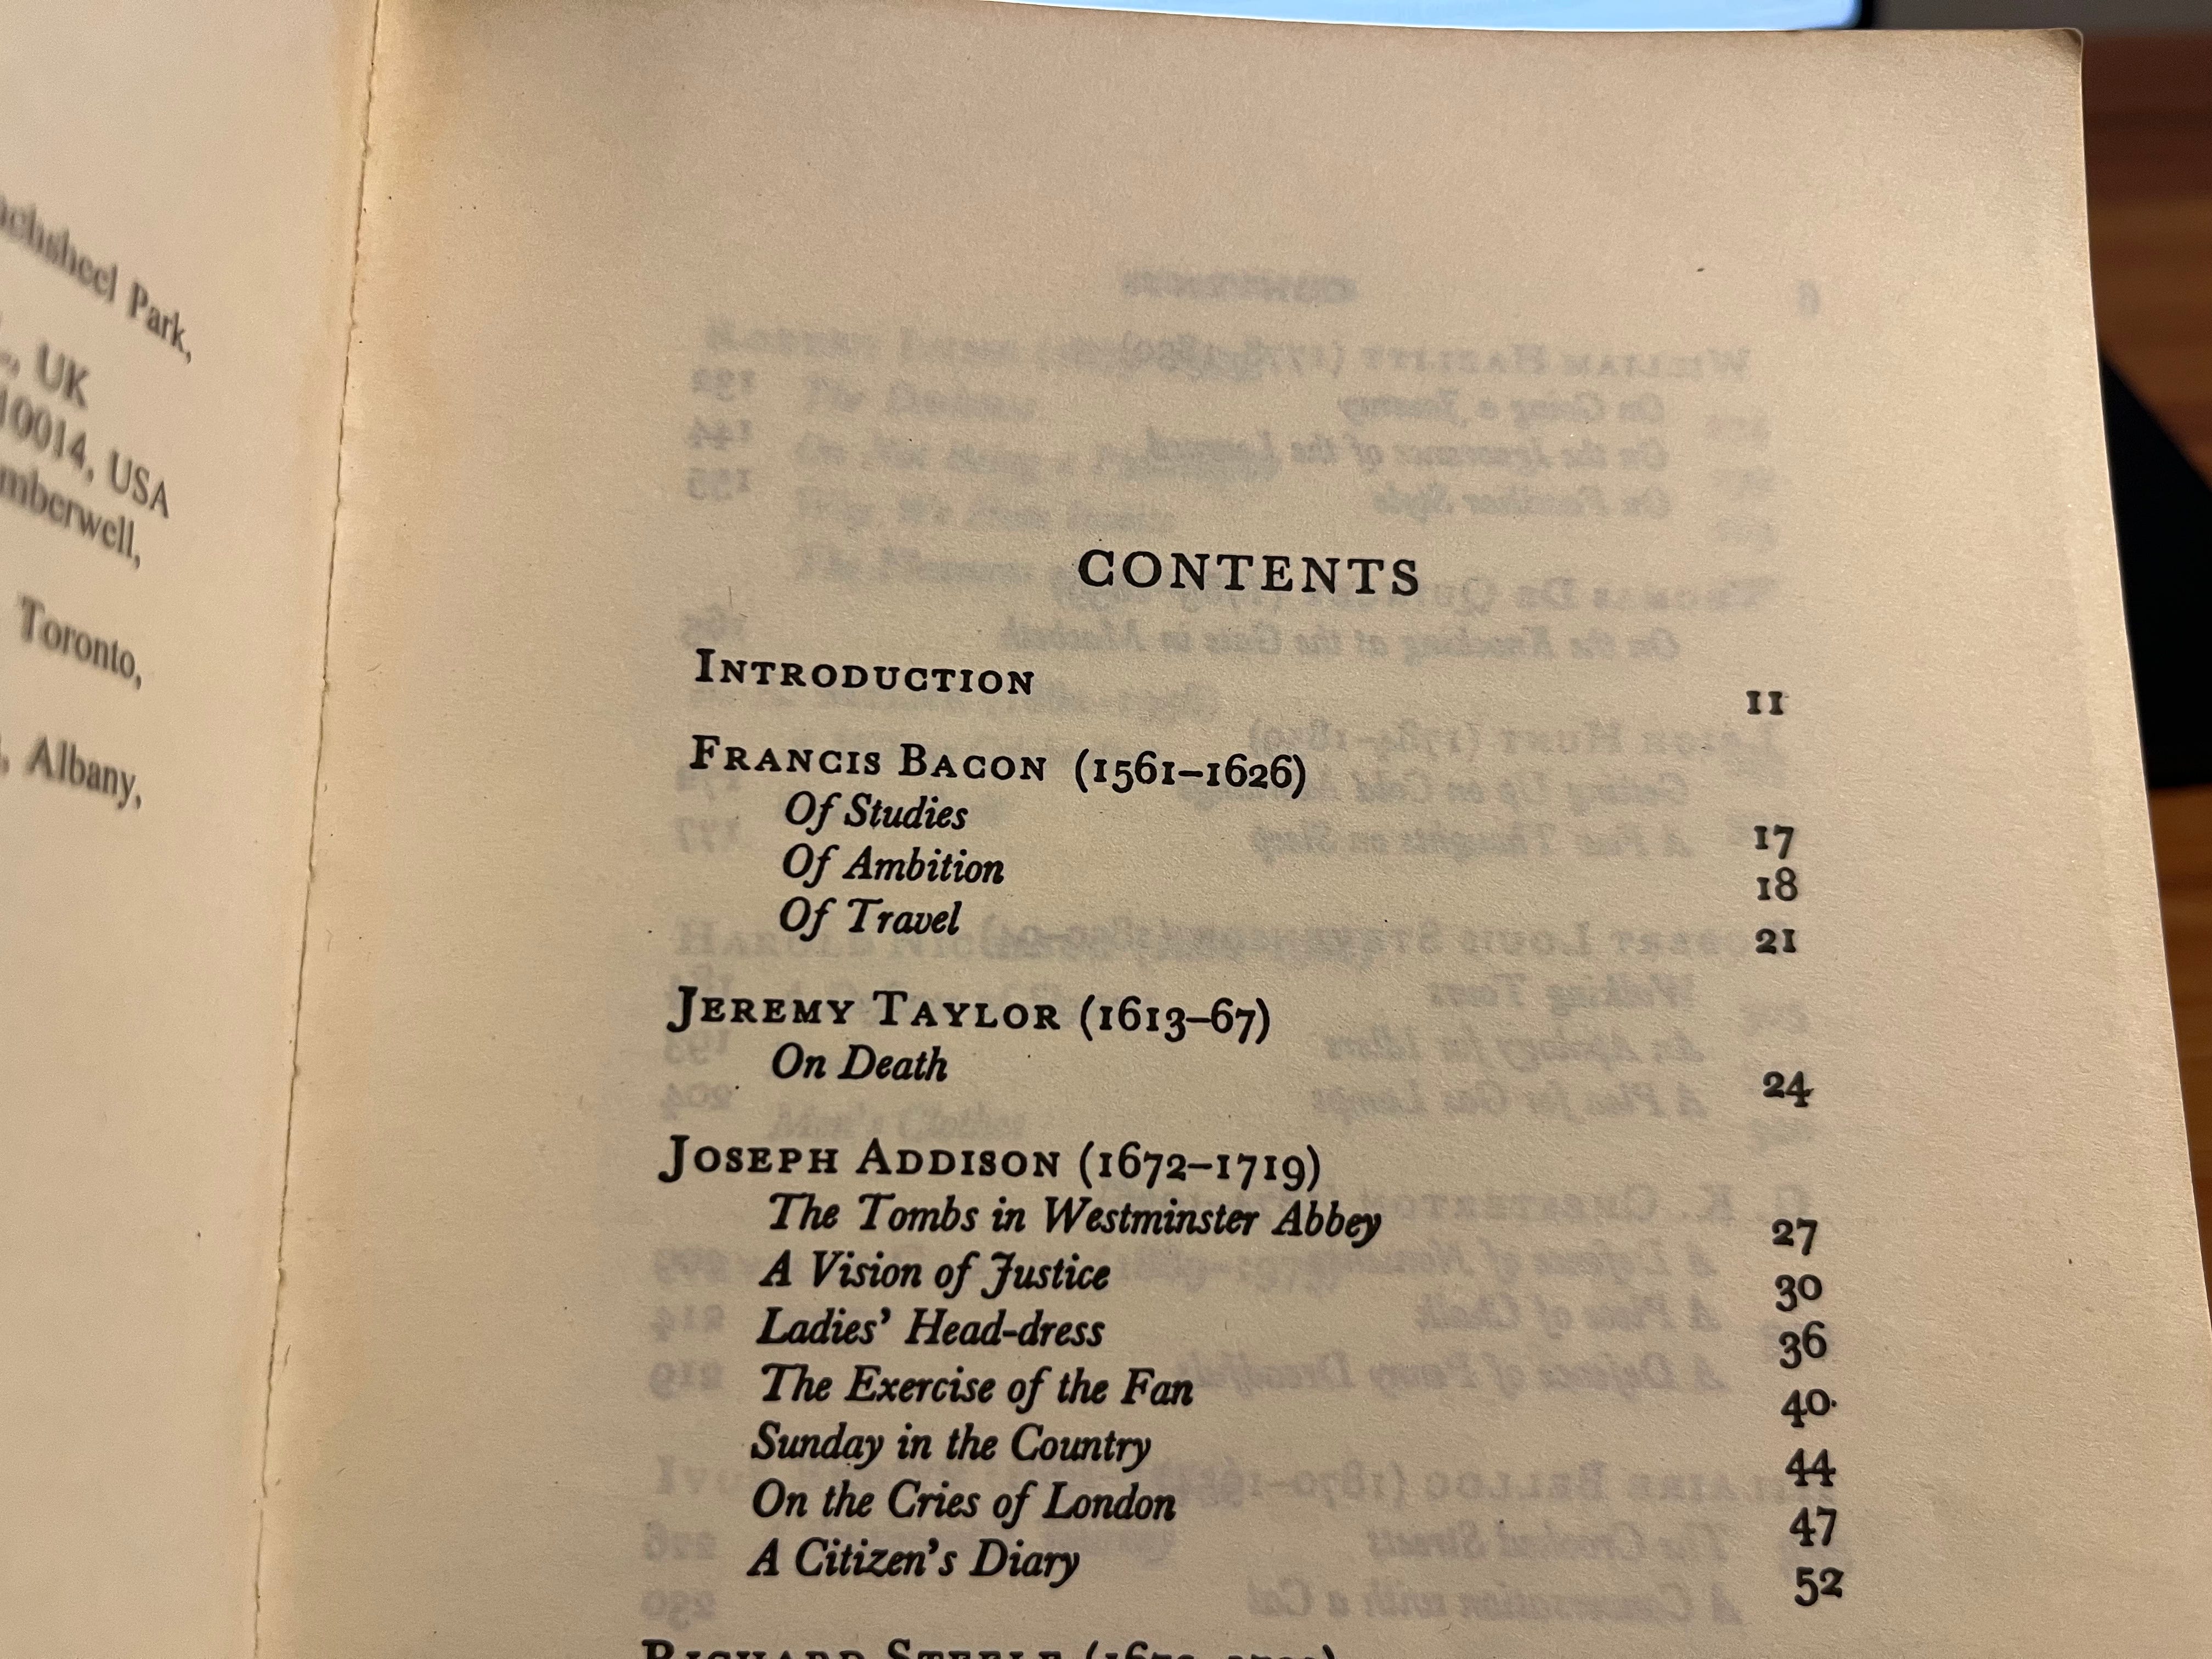 Park,
UK
10014, USA
Toronto,
Albany,
CONTENTS
INTRODUCTION 11
FRANCIS BACON (1561–1626)
Of Studies 17
Of Ambition 18
Of Travel 21
JEREMY TAYLOR (1613–67)
On Death 24
JOSEPH ADDISON (1672–1719)
The Tombs in Westminster Abbey 27
A Vision of Justice 30
Ladies' Head-dress 36
The Exercise of the Fan 40
Sunday in the Country 44
On the Cries of London 47
A Citizen's Diary 52
RICHARD STEELE